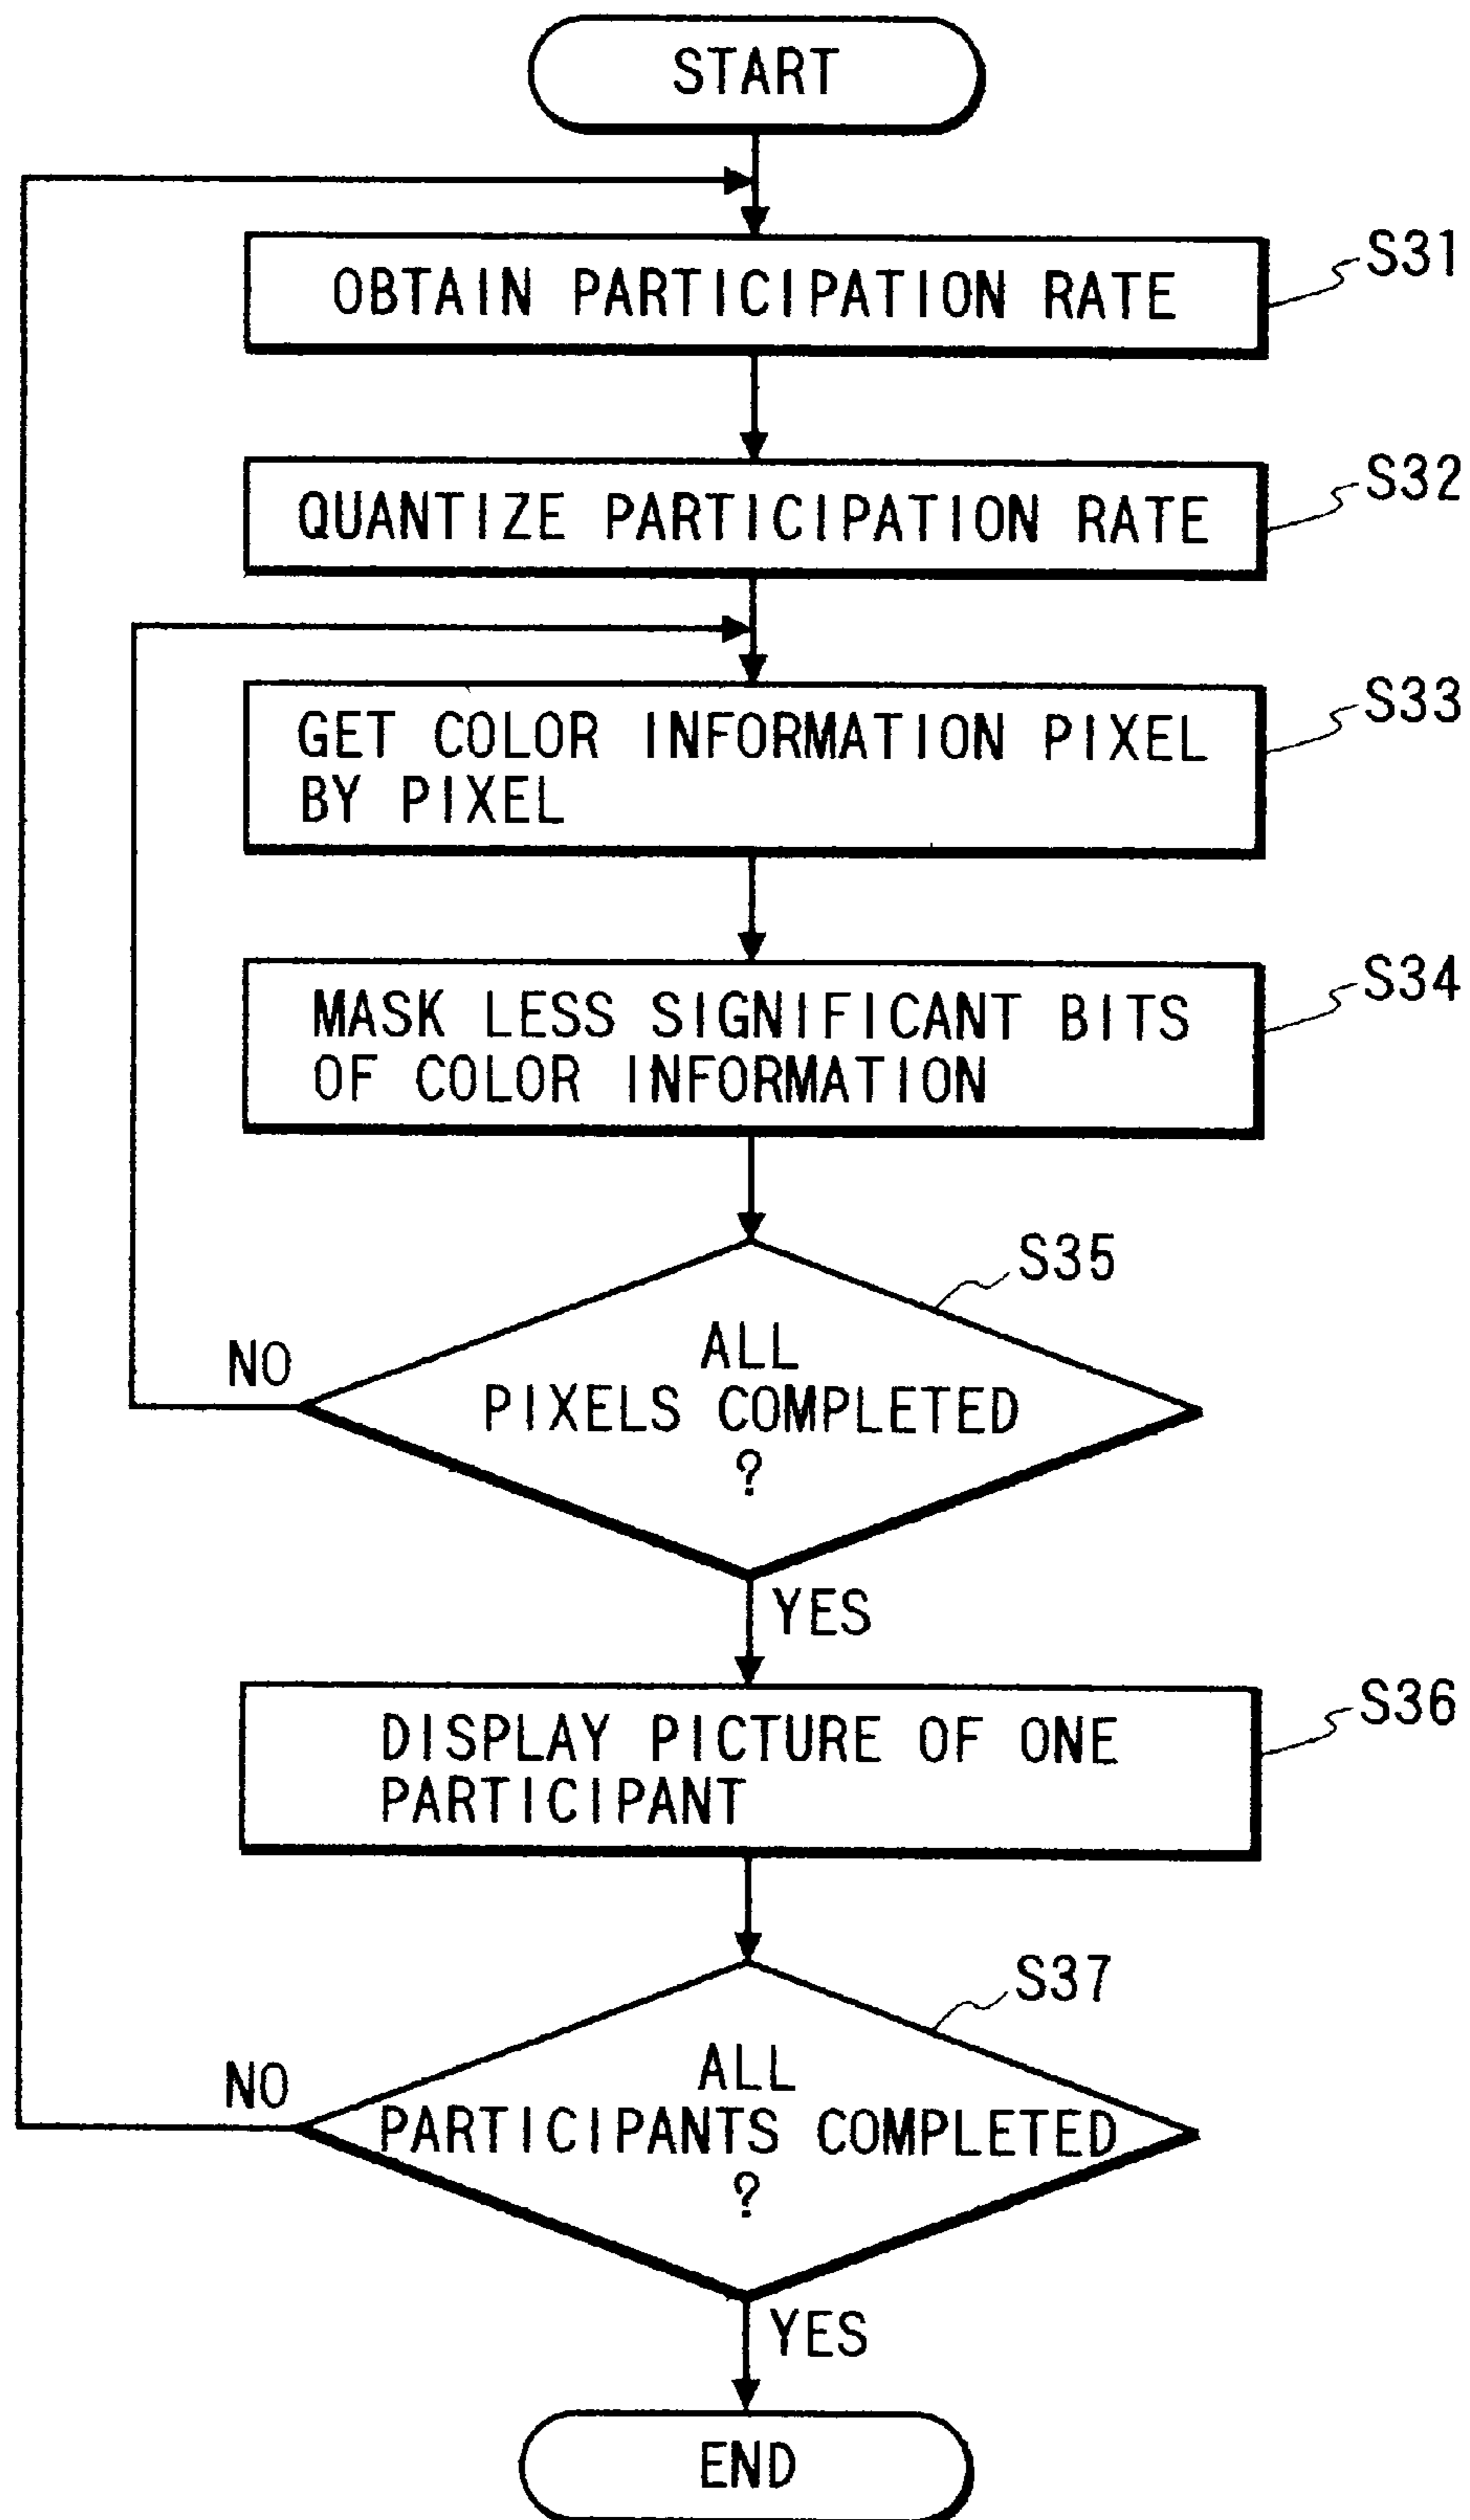 START
OBTAIN PARTICIPATION RATE
S31
QUANTIZE PARTICIPATION RATE
S32
GET COLOR INFORMATION PIXEL
BY PIXEL
S33
MASK LESS SIGNIFICANT BITS
OF COLOR INFORMATION
S34
S35
ALL
PIXELS COMPLETED
?
NO
YES
DISPLAY PICTURE OF ONE
PARTICIPANT
S36
S37
ALL
PARTICIPANTS COMPLETED
?
NO
YES
END